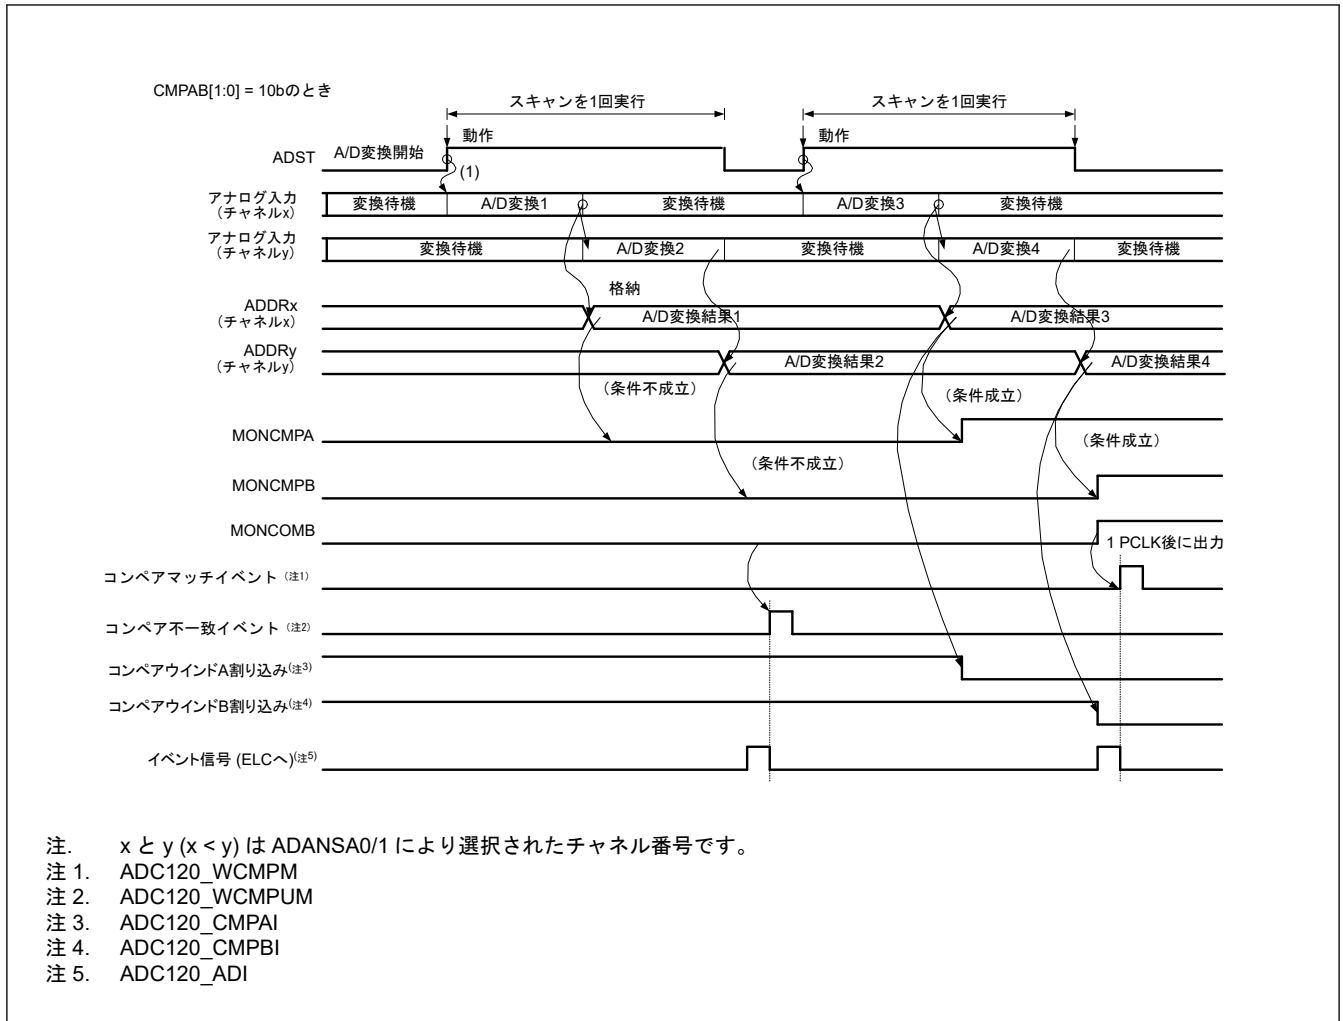 CMPAB[1:0] = 10bのとき
スキャンを1回実行
スキャンを1回実行
ADST
A/D変換開始
動作
動作
(1)
アナログ入力
（チャネルx）
変換待機
A/D変換1
変換待機
A/D変換3
変換待機
アナログ入力
（チャネルy）
変換待機
A/D変換2
変換待機
A/D変換4
変換待機
格納
ADDRx
（チャネルx）
A/D変換結果1
A/D変換結果3
ADDRy
（チャネルy）
A/D変換結果2
A/D変換結果4
（条件不成立）
（条件成立）
MONCMPA
（条件成立）
（条件不成立）
MONCMPB
MONCOMB
1 PCLK後に出力
コンペアマッチイベント（注1）
コンペア不一致イベント（注2）
コンペアウインドA割り込み(注3)
コンペアウインドB割り込み(注4)
イベント信号 (ELCへ)(注5)
注. x と y (x < y) は ADANSA0/1 により選択されたチャネル番号です。
注 1. ADC120_WCMPM
注 2. ADC120_WCMPUM
注 3. ADC120_CMPAI
注 4. ADC120_CMPBI
注 5. ADC120_ADI